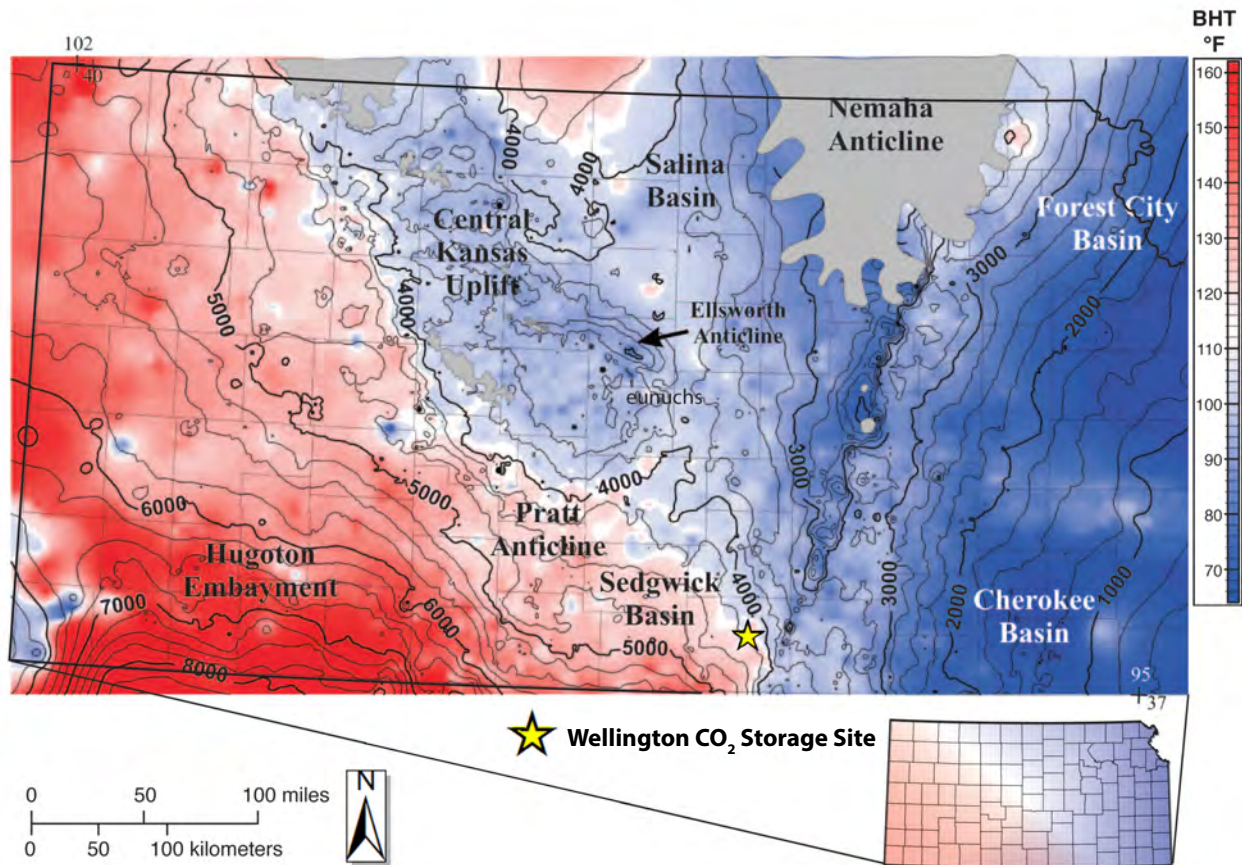 BHT
°F
102
40
160
150
140
130
120
110
100
90
80
70
Nemaha
Anticline
4000
4000
Salina
Basin
Central
Kansas
Uplift
Forest City
Basin
3000
5000
4000
2000
Ellsworth
Anticline
eunuchs
3000
4000
5000
6000
Pratt
Anticline
Hugoton
Embayment
Sedgwick
Basin
4000
3000
2000
1000
Cherokee
Basin
7000
6000
5000
8000
95
37
Wellington CO₂ Storage Site
N
0 50 100 miles
0 50 100 kilometers